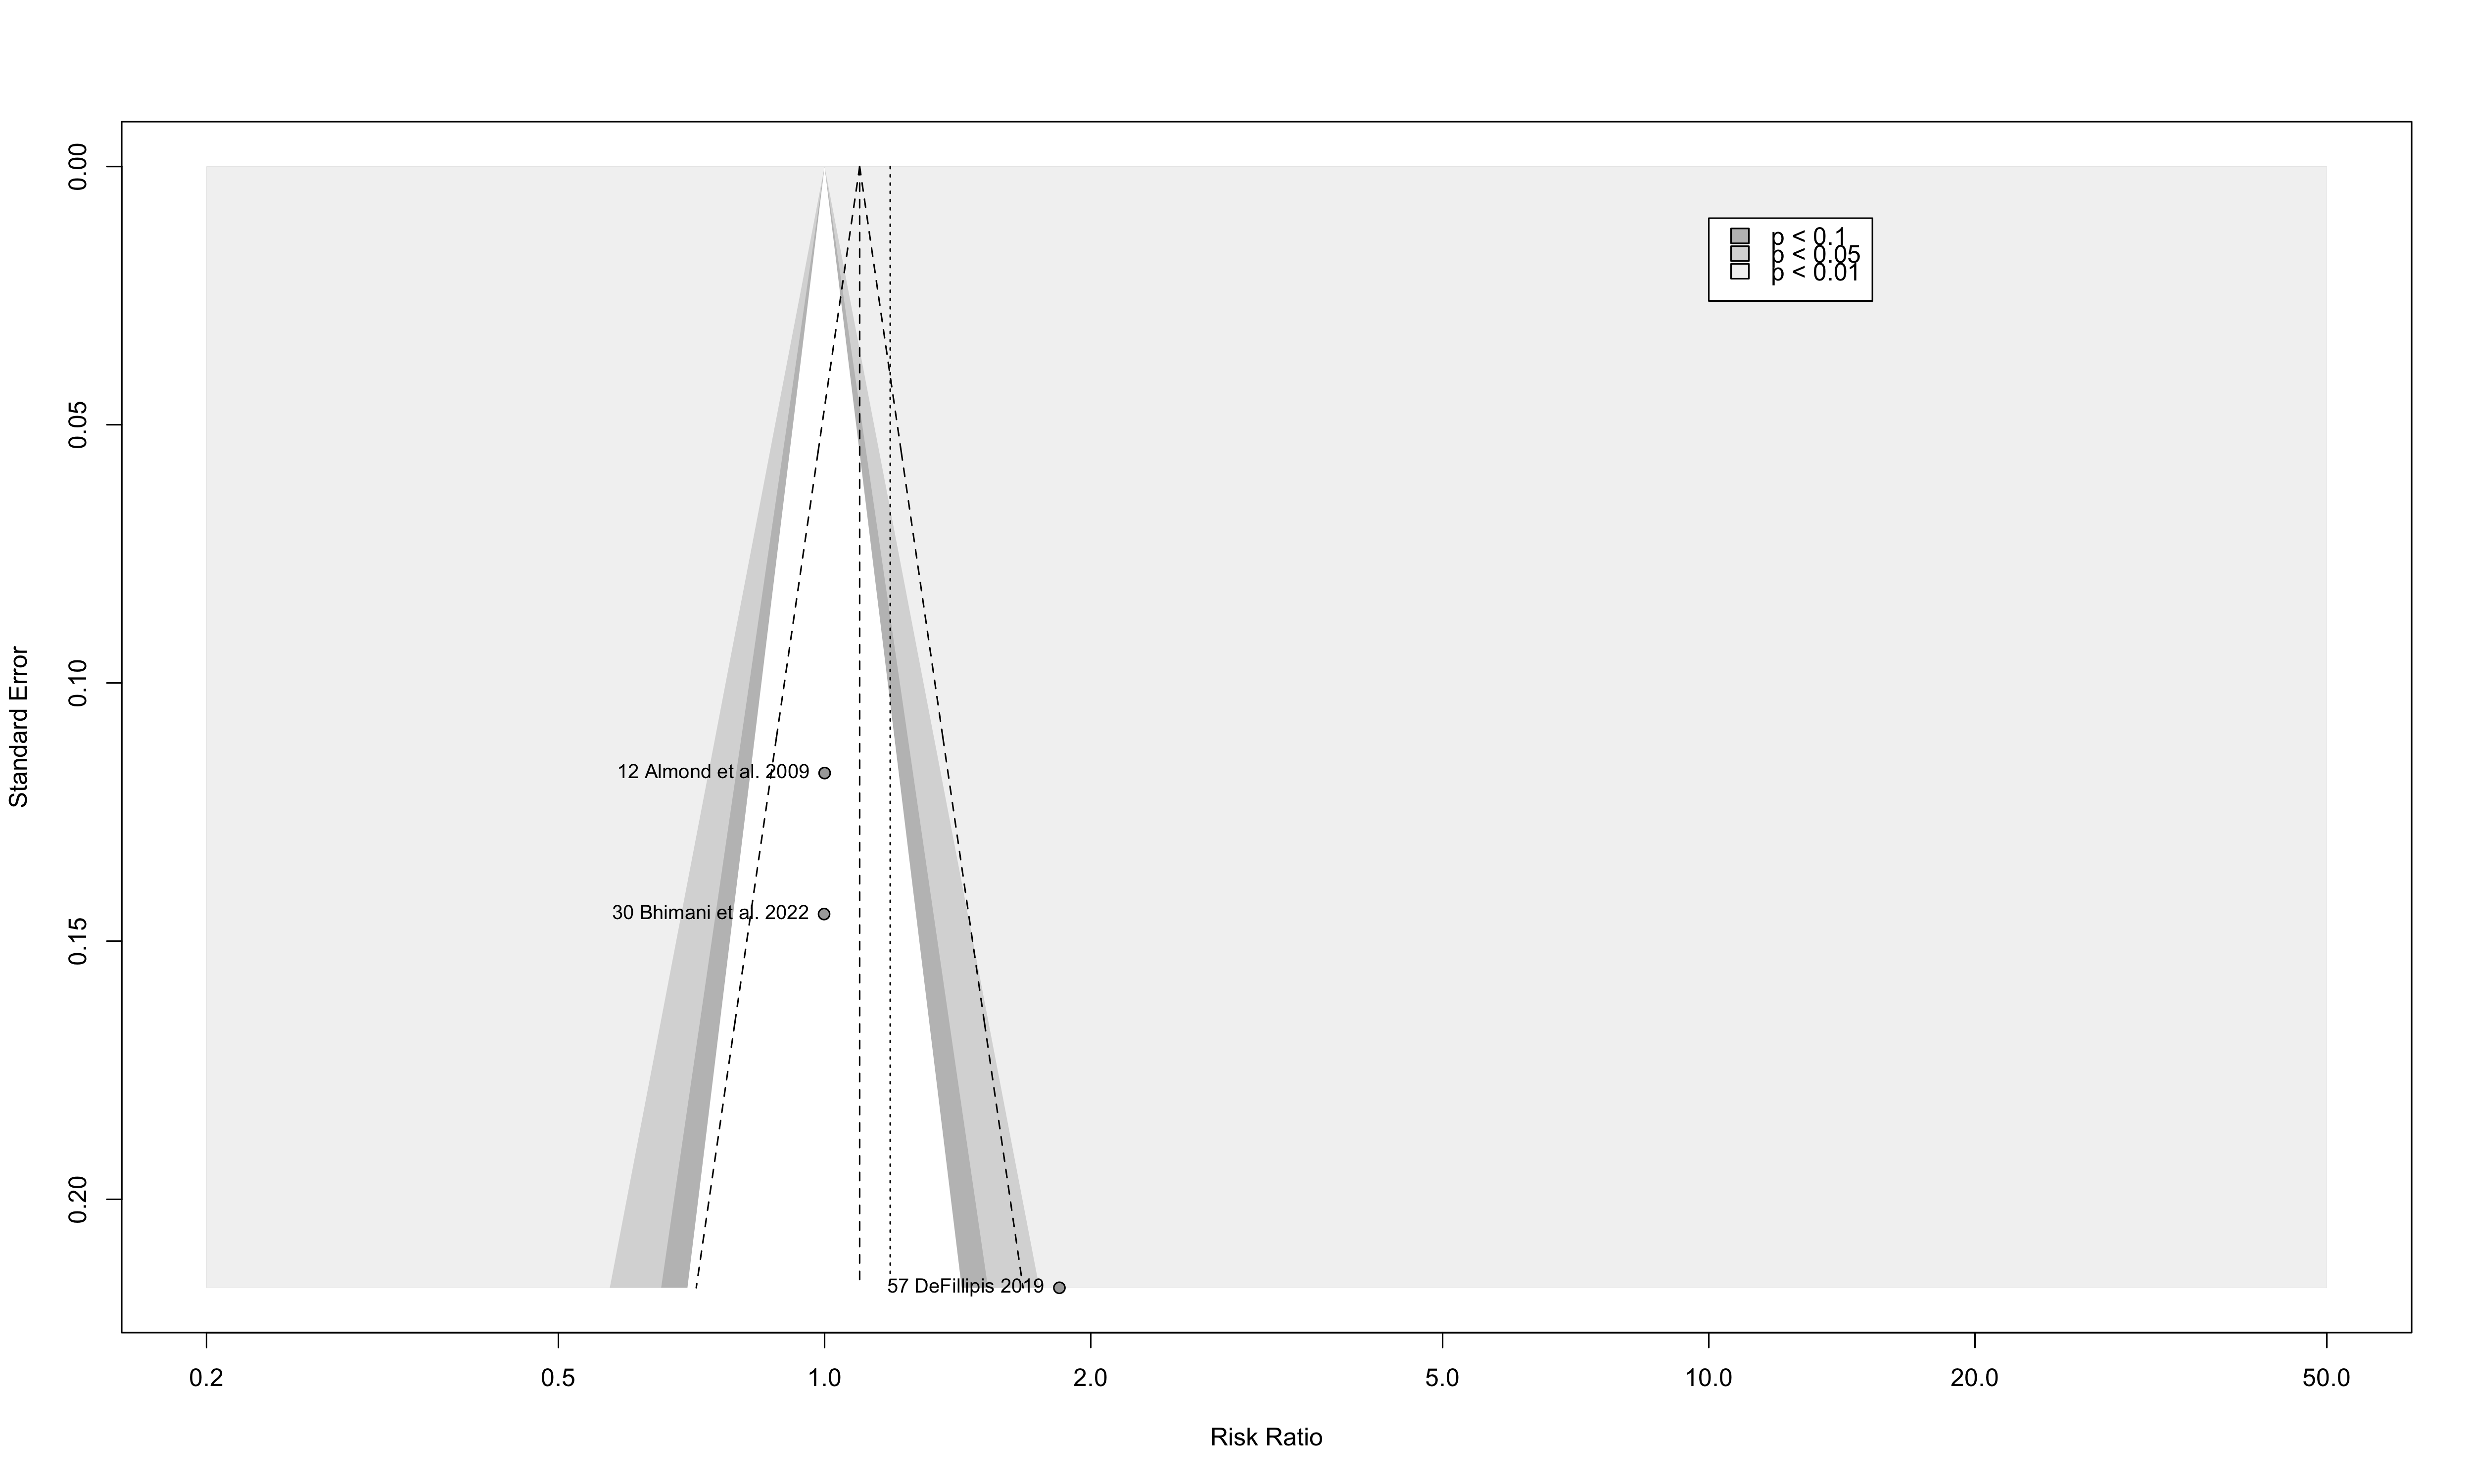 0.00
p < 0.1
p < 0.05
p < 0.01
0.05
Standard Error
0.10
12 Almond et al. 2009
30 Bhimani et al. 2022
0.15
0.20
57 DeFillipis 2019
0.2 0.5 1.0 2.0 5.0 10.0 20.0 50.0
Risk Ratio